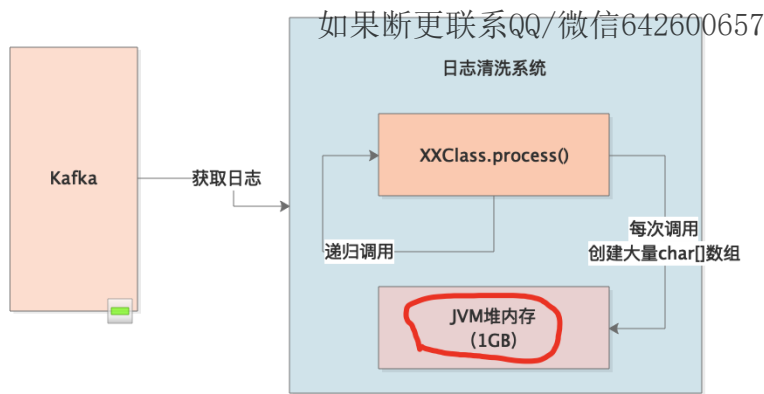 如果断更联系QQ/微信642600657
日志清洗系统
XXClass.process()
Kafka
获取日志
递归调用
每次调用
创建大量char[]数组
JVM堆内存
（1GB）